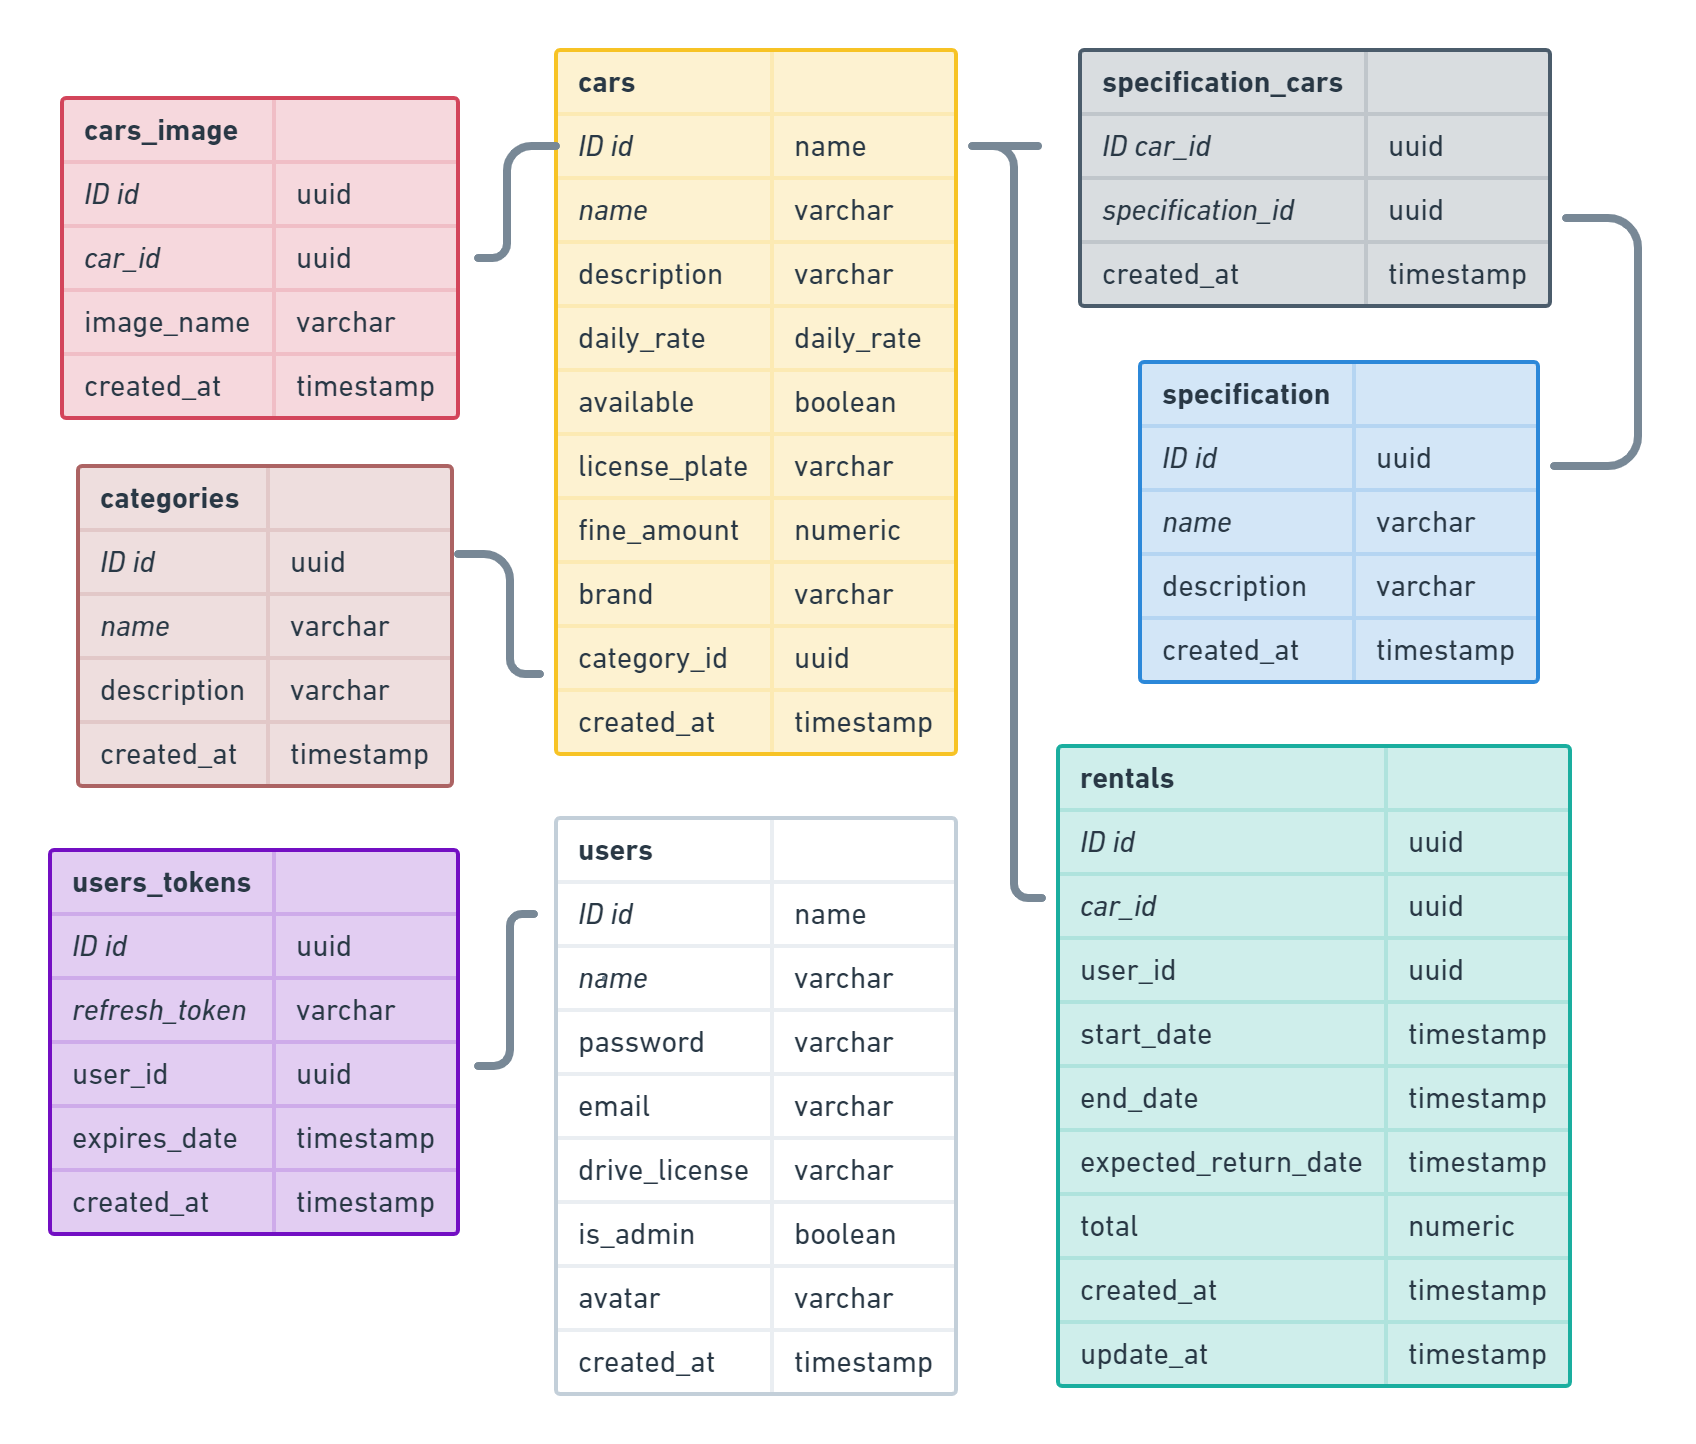 cars_image
ID id uuid
car_id uuid
image_name varchar
created_at timestamp
categories
ID id uuid
name varchar
description varchar
created_at timestamp
users_tokens
ID id uuid
refresh_token varchar
user_id uuid
expires_date timestamp
created_at timestamp
cars
ID id name
name varchar
description varchar
daily_rate daily_rate
available boolean
license_plate varchar
fine_amount numeric
brand varchar
category_id uuid
created_at timestamp
users
ID id name
name varchar
password varchar
email varchar
drive_license varchar
is_admin boolean
avatar varchar
created_at timestamp
specification_cars
ID car_id uuid
specification_id uuid
created_at timestamp
specification
ID id uuid
name varchar
description varchar
created_at timestamp
rentals
ID id uuid
car_id uuid
user_id uuid
start_date timestamp
end_date timestamp
expected_return_date timestamp
total numeric
created_at timestamp
update_at timestamp